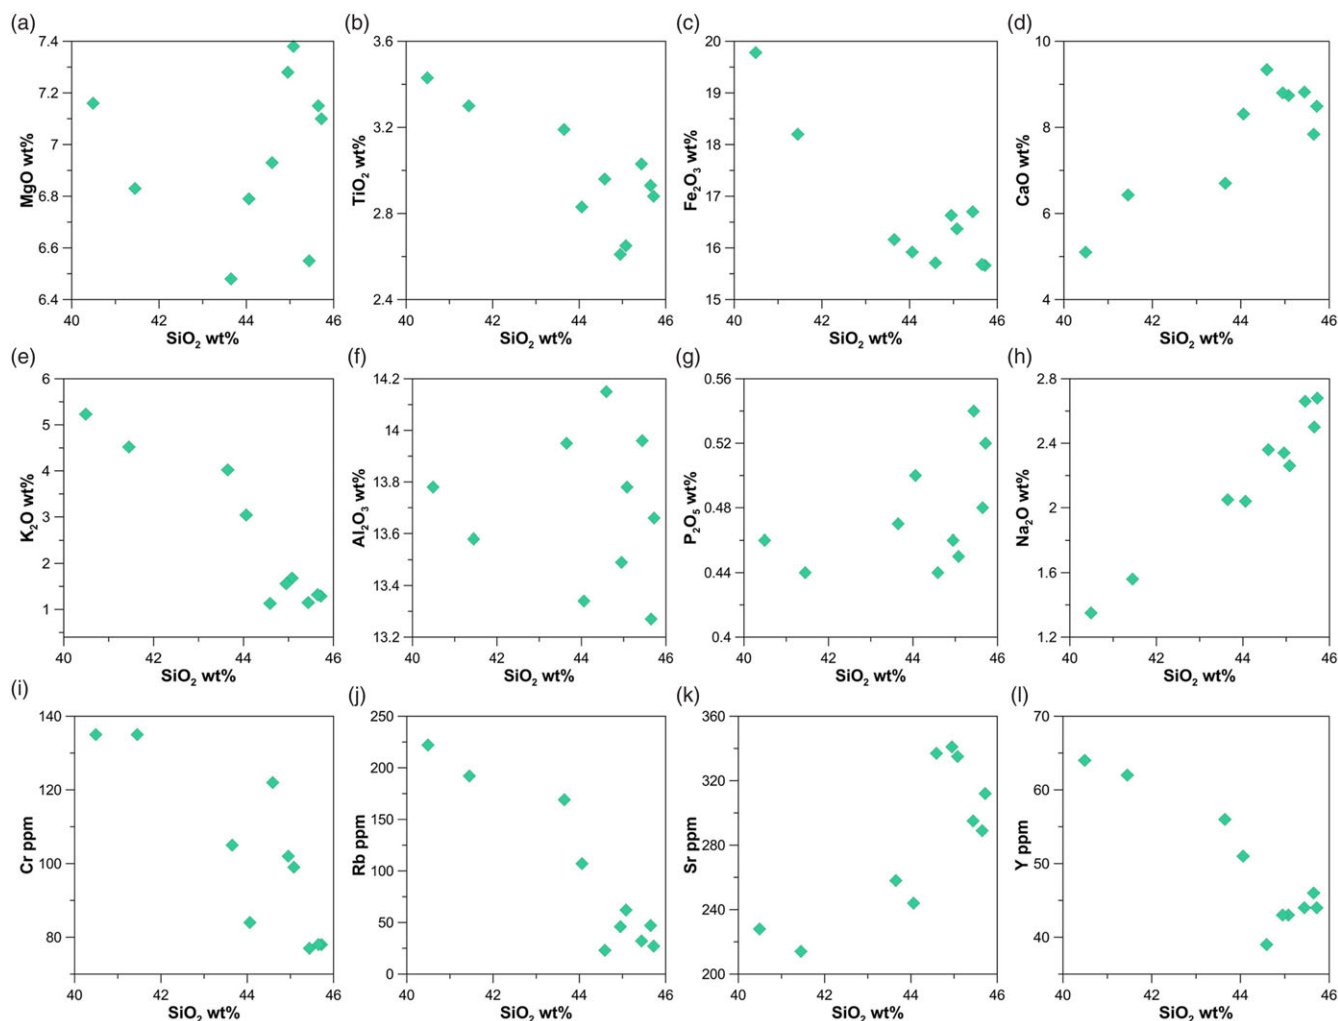 (a) (b) (c) (d)
7.4 3.6 20 10
7.2 3.2 19 8
7 2.8 18 6
6.8 2.4 17 4
6.6 16
6.4 15
MgO wt% TiO₂ wt% Fe₂O₃ wt% CaO wt%
40 42 44 46 40 42 44 46 40 42 44 46 40 42 44 46
SiO₂ wt% SiO₂ wt% SiO₂ wt% SiO₂ wt%
(e) (f) (g) (h)
6 14.2 0.56 2.8
5 14 0.52 2.4
4 13.8 0.48 2
3 13.6 0.44 1.6
2 13.4 0.4 1.2
1 13.2
K₂O wt% Al₂O₃ wt% P₂O₅ wt% Na₂O wt%
40 42 44 46 40 42 44 46 40 42 44 46 40 42 44 46
SiO₂ wt% SiO₂ wt% SiO₂ wt% SiO₂ wt%
(i) (j) (k) (l)
140 250 360 70
120 200 320 60
100 150 280 50
80 100 240 40
50 200
0
Cr ppm Rb ppm Sr ppm Y ppm
40 42 44 46 40 42 44 46 40 42 44 46 40 42 44 46
SiO₂ wt% SiO₂ wt% SiO₂ wt% SiO₂ wt%